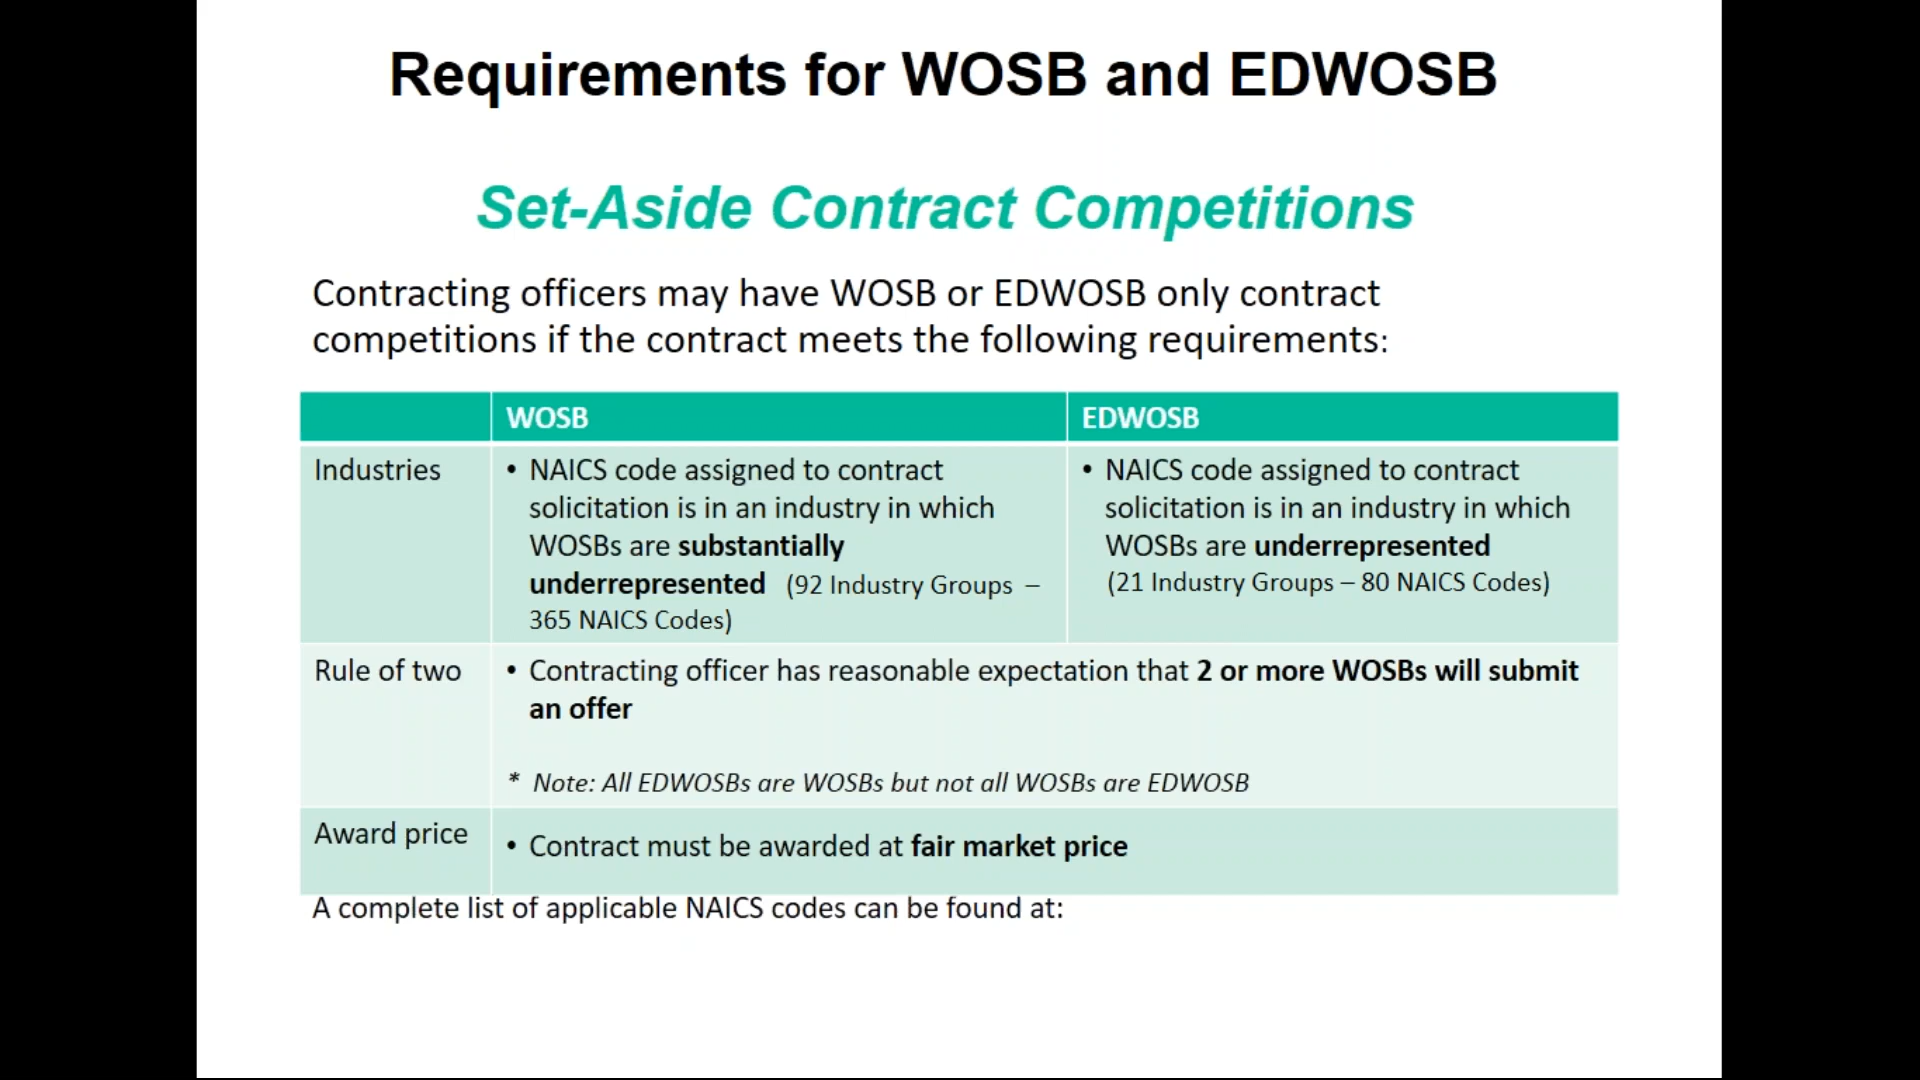 Requirements for WOSB and EDWOSB
Set-Aside Contract Competitions
Contracting officers may have WOSB or EDWOSB only contract
competitions if the contract meets the following requirements:
WOSB
EDWOSB
Industries
• NAICS code assigned to contract
solicitation is in an industry in which
WOSBs are substantially
underrepresented (92 Industry Groups –
365 NAICS Codes)
• NAICS code assigned to contract
solicitation is in an industry in which
WOSBs are underrepresented
(21 Industry Groups – 80 NAICS Codes)
Rule of two
• Contracting officer has reasonable expectation that 2 or more WOSBs will submit
an offer
* Note: All EDWOSBs are WOSBs but not all WOSBs are EDWOSB
Award price
• Contract must be awarded at fair market price
A complete list of applicable NAICS codes can be found at: